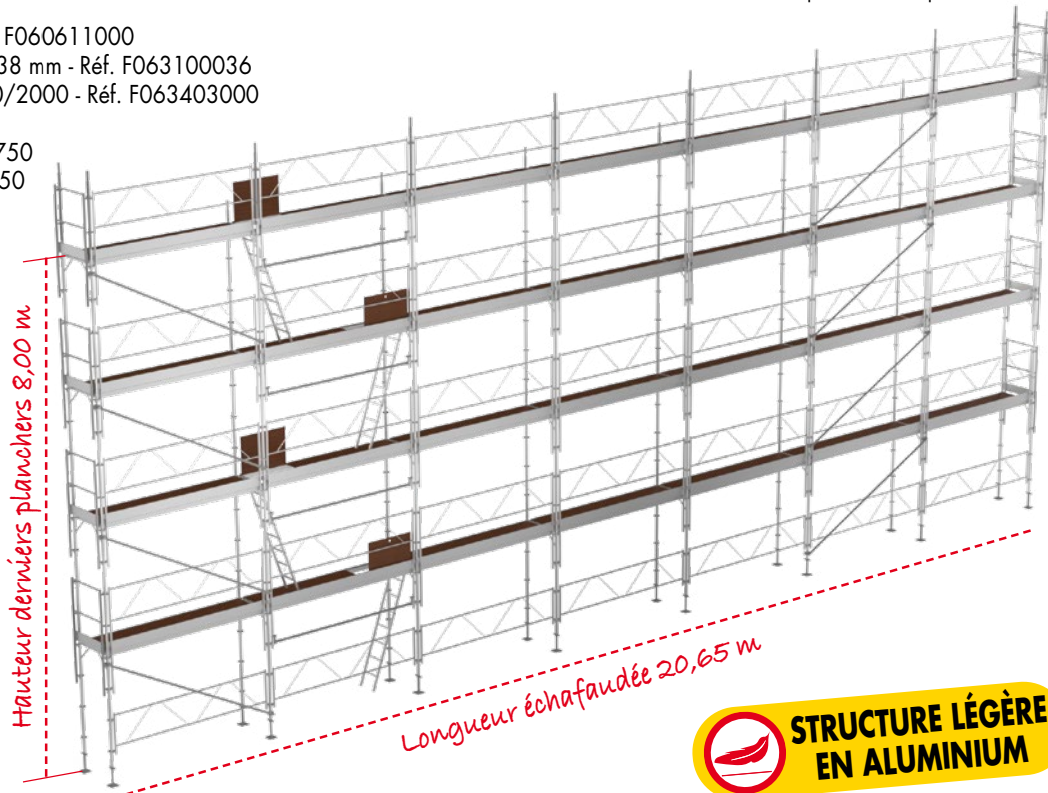 F060611000
38 mm - Réf. F063100036
0/2000 - Réf. F063403000
750
50
Hauteur derniers planchers 8,00 m
Longueur échafaudée 20,65 m
STRUCTURE LÉGÈRE
EN ALUMINIUM